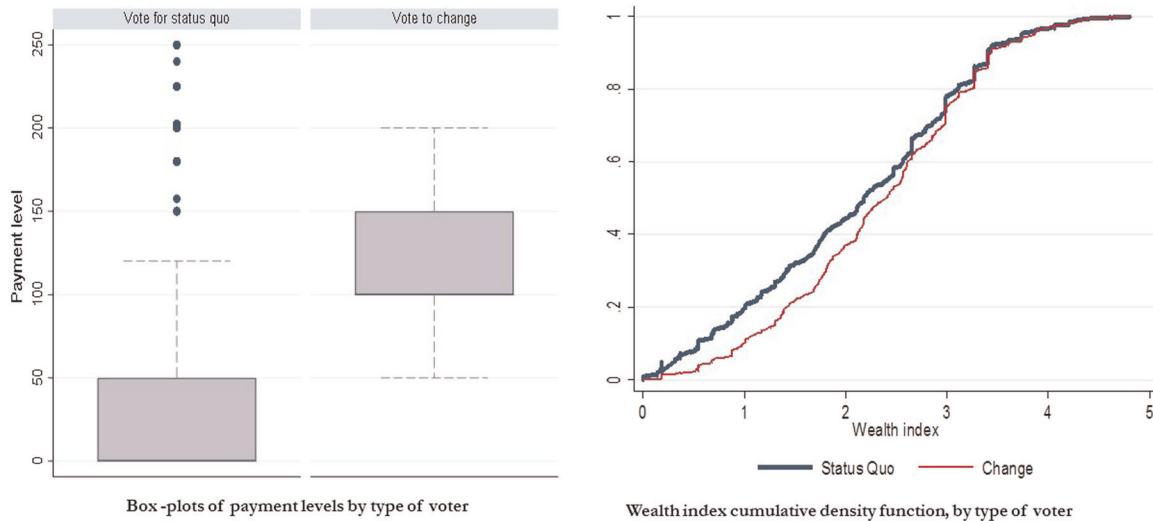 Vote for status quo
Vote to change
Payment level
250
200
150
100
50
0
Box -plots of payment levels by type of voter
1
.8
.6
.4
.2
0
0 1 2 3 4 5
Wealth index
Status Quo Change
Wealth index cumulative density function, by type of voter